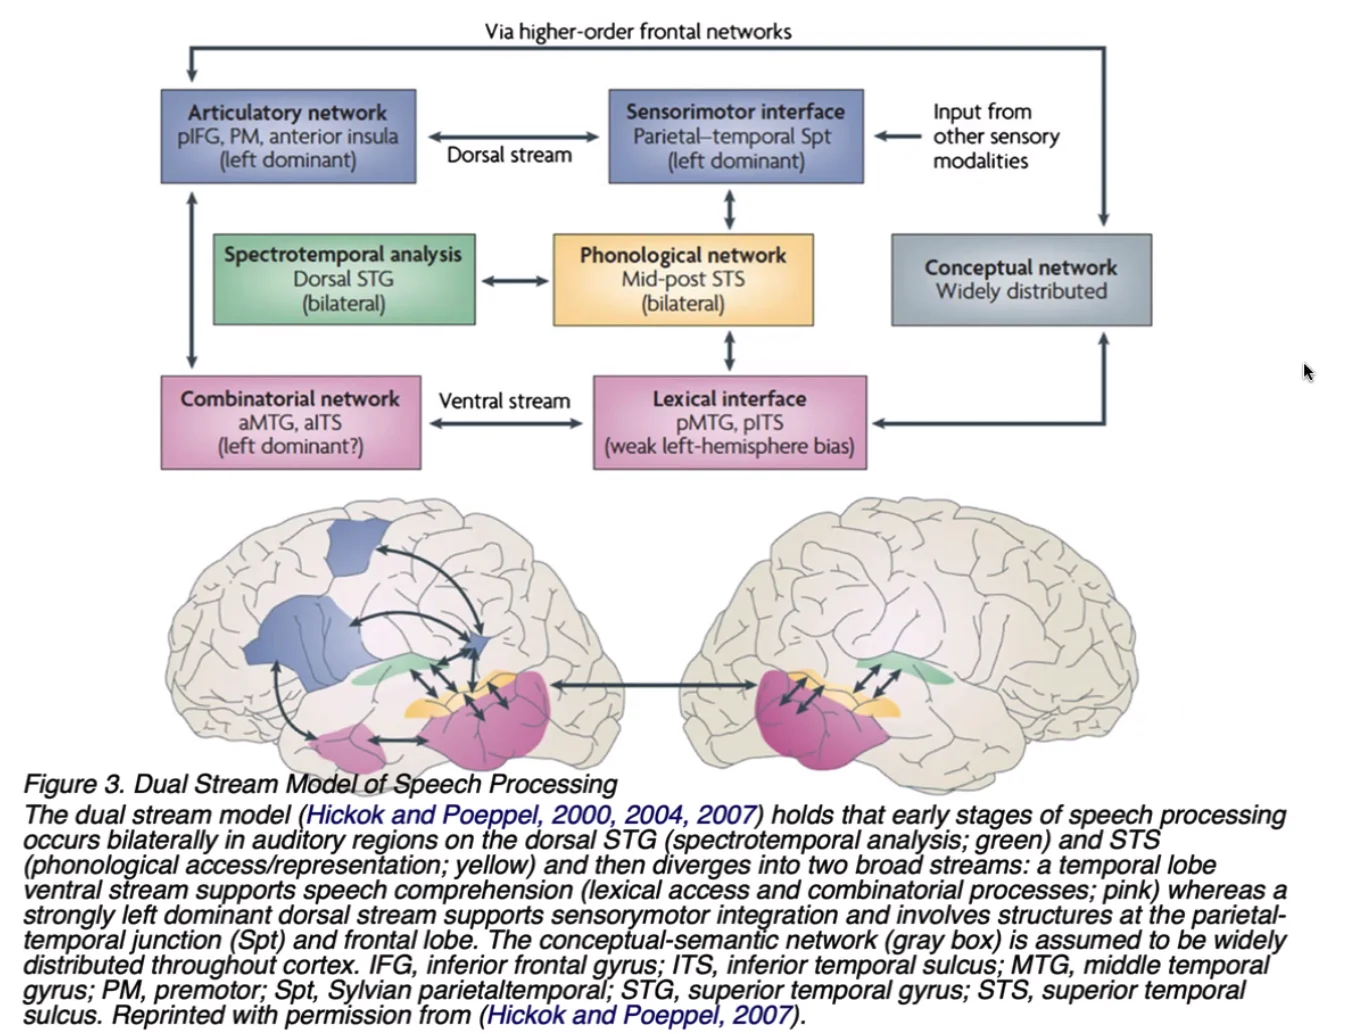 Via higher-order frontal networks
Articulatory network
pIFG, PM, anterior insula
(left dominant)
Dorsal stream
Sensorimotor interface
Parietal–temporal Spt
(left dominant)
Input from
other sensory
modalities
Spectrotemporal analysis
Dorsal STG
(bilateral)
Phonological network
Mid-post STS
(bilateral)
Conceptual network
Widely distributed
Combinatorial network
aMTG, aITS
(left dominant?)
Ventral stream
Lexical interface
pMTG, pITS
(weak left-hemisphere bias)
Figure 3. Dual Stream Model of Speech Processing
The dual stream model (Hickok and Poeppel, 2000, 2004, 2007) holds that early stages of speech processing
occurs bilaterally in auditory regions on the dorsal STG (spectrotemporal analysis; green) and STS
(phonological access/representation; yellow) and then diverges into two broad streams: a temporal lobe
ventral stream supports speech comprehension (lexical access and combinatorial processes; pink) whereas a
strongly left dominant dorsal stream supports sensorymotor integration and involves structures at the parietal-
temporal junction (Spt) and frontal lobe. The conceptual-semantic network (gray box) is assumed to be widely
distributed throughout cortex. IFG, inferior frontal gyrus; ITS, inferior temporal sulcus; MTG, middle temporal
gyrus; PM, premotor; Spt, Sylvian parietaltemporal; STG, superior temporal gyrus; STS, superior temporal
sulcus. Reprinted with permission from (Hickok and Poeppel, 2007).